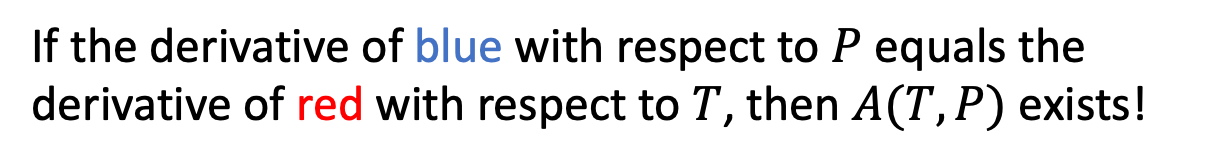 If the derivative of blue with respect to P equals the
derivative of red with respect to T, then A(T, P) exists!